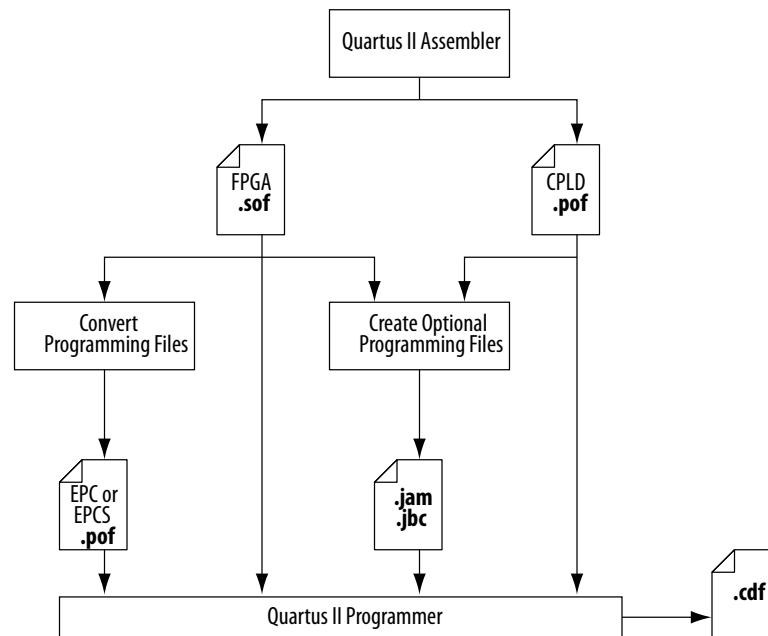 Quartus II Assembler
FPGA
.sof
CPLD
.pof
Convert
Programming Files
Create Optional
Programming Files
EPC or
EPCS
.pof
.jam
.jbc
Quartus II Programmer
.cdf